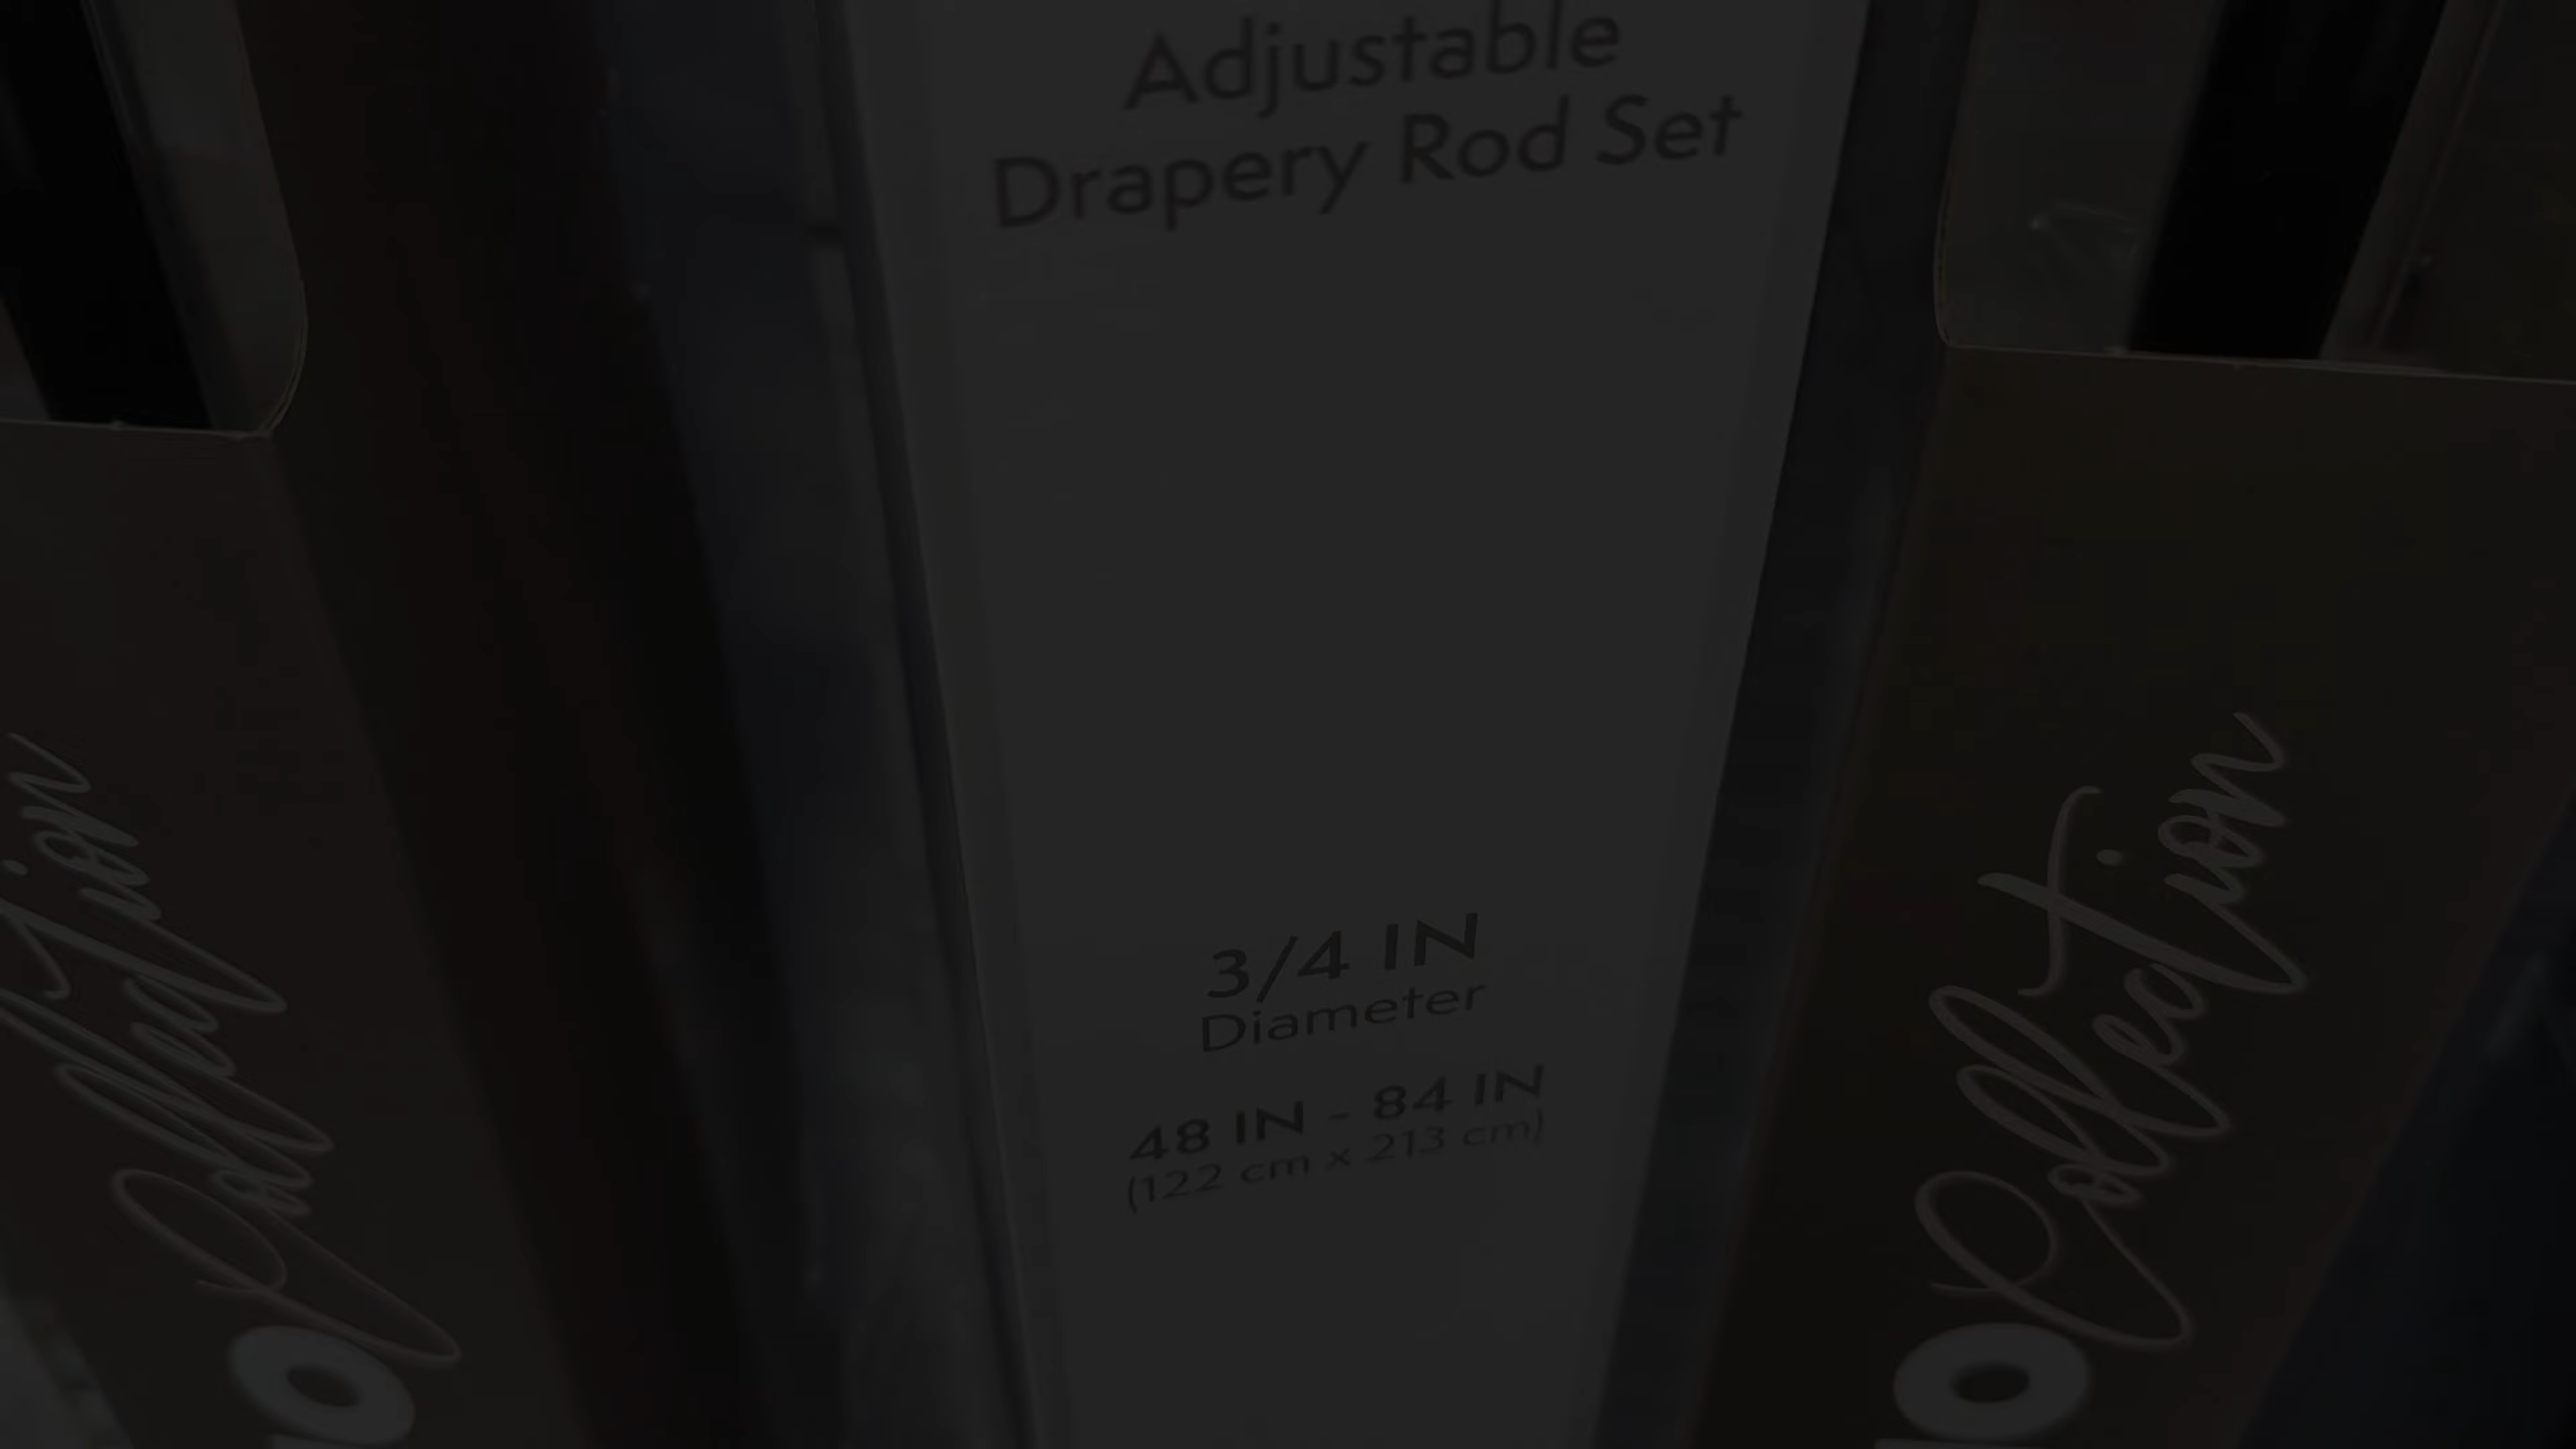 Adjustable
Drapery Rod Set
3/4 IN
Diameter
48 IN - 84 IN
(122 cm x 213 cm)
Collection
Collection